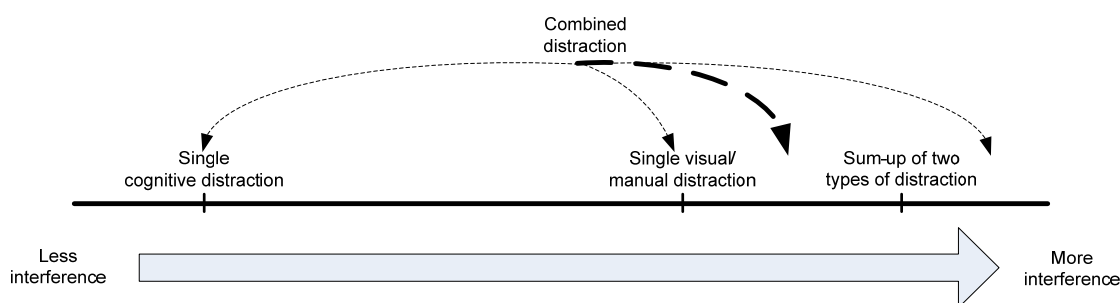 Combined
distraction
Single
cognitive distraction
Single visual/
manual distraction
Sum-up of two
types of distraction
Less
interference
More
interference